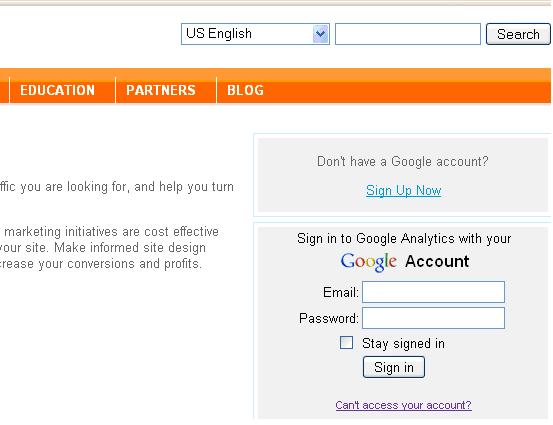 US English
Search
EDUCATION
PARTNERS
BLOG
Don't have a Google account?
Sign Up Now
you are looking for, and help you turn
marketing initiatives are cost effective
your site. Make informed site design
your conversions and profits.
Sign in to Google Analytics with your
Google Account
Email:
Password:
Stay signed in
Sign in
Can't access your account?